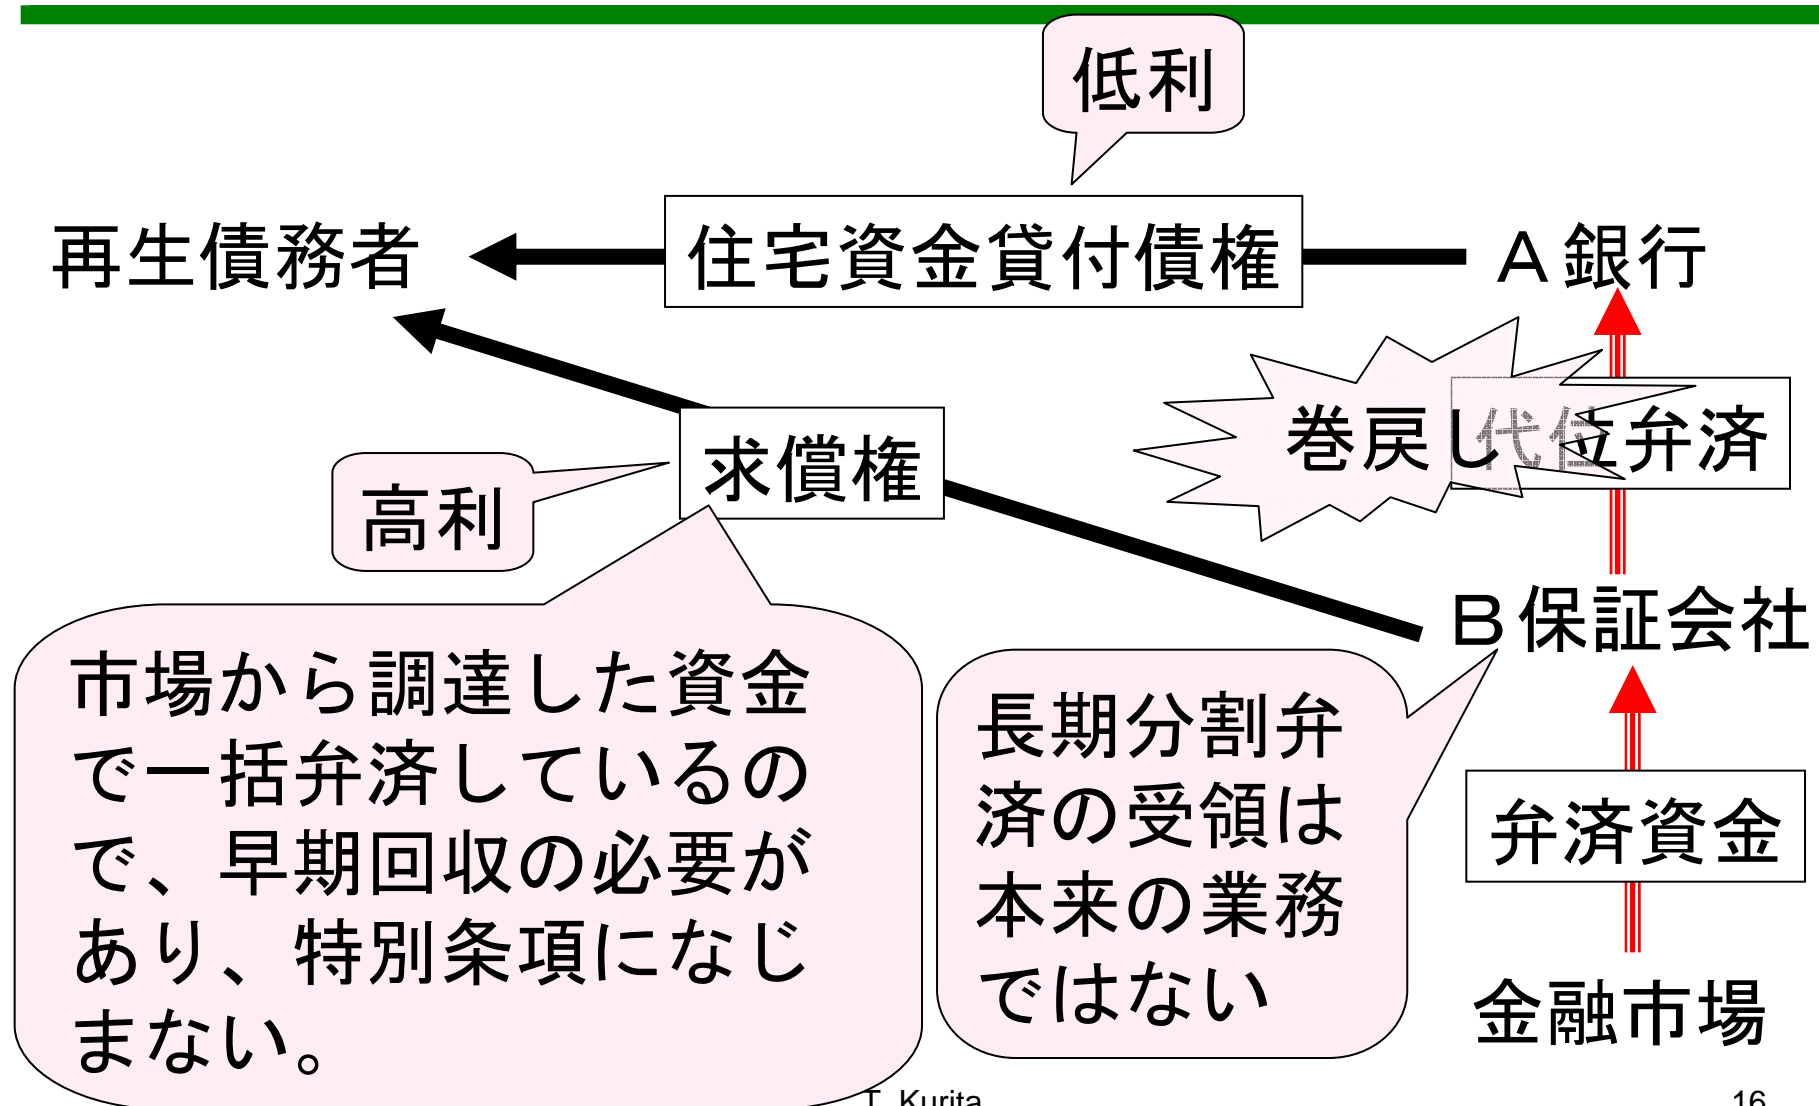 低利
再生債務者
住宅資金貸付債権
Ａ銀行
巻戻し
代位弁済
求償権
高利
Ｂ保証会社
市場から調達した資金
で一括弁済しているの
で、早期回収の必要が
あり、特別条項になじ
まない。
長期分割弁
済の受領は
本来の業務
ではない
弁済資金
金融市場
T. Kurita
16